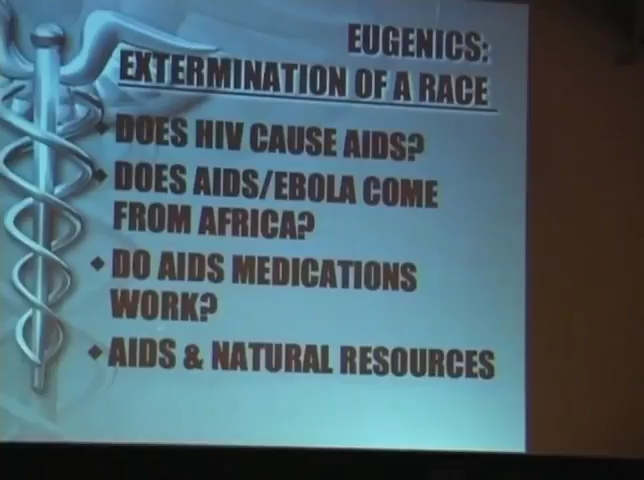 EUGENICS:
EXTERMINATION OF A RACE
DOES HIV CAUSE AIDS?
DOES AIDS/EBOLA COME
FROM AFRICA?
DO AIDS MEDICATIONS
WORK?
AIDS & NATURAL RESOURCES